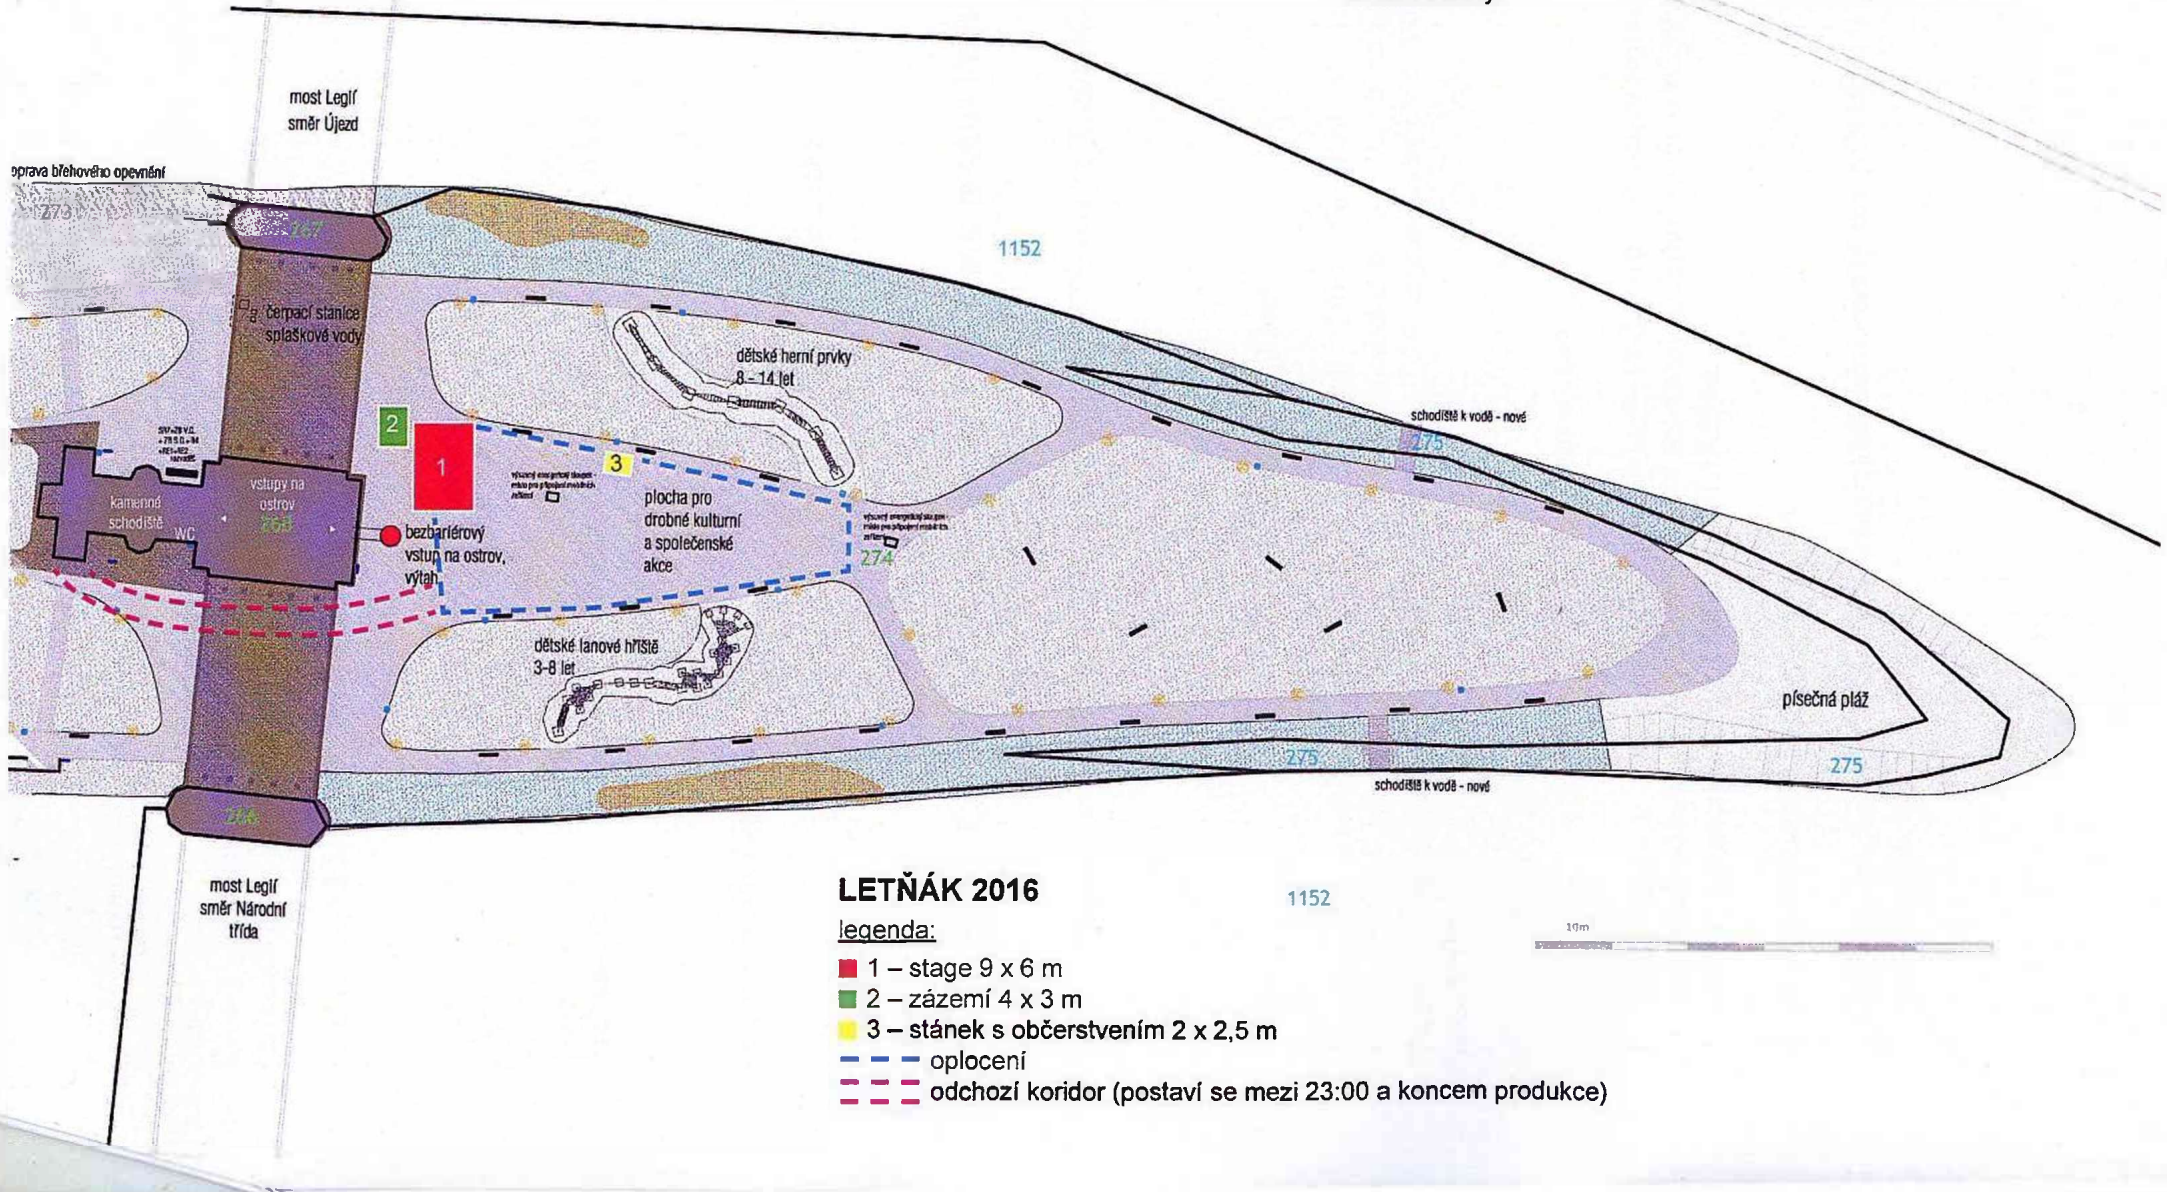 most Legií
směr Újezd
oprava břehového opevnění
273
267
1152
čerpací stanice
splaškové vody
dětské herní prvky
8 - 14 let
schodiště k vodě - nové
275
2
1
3
vstupy na
ostrov
268
kamenné
schodiště
WC
plocha pro
drobné kulturní
a společenské
akce
bezbariérový
vstup na ostrov,
výtah
274
dětské lanové hřiště
3-8 let
písečná pláž
275
275
schodiště k vodě - nové
266
most Legií
směr Národní
třída
LETŇÁK 2016
1152
legenda:
10m
1 – stage 9 x 6 m
2 – zázemí 4 x 3 m
3 – stánek s občerstvením 2 x 2,5 m
oplocení
odchozí koridor (postaví se mezi 23:00 a koncem produkce)